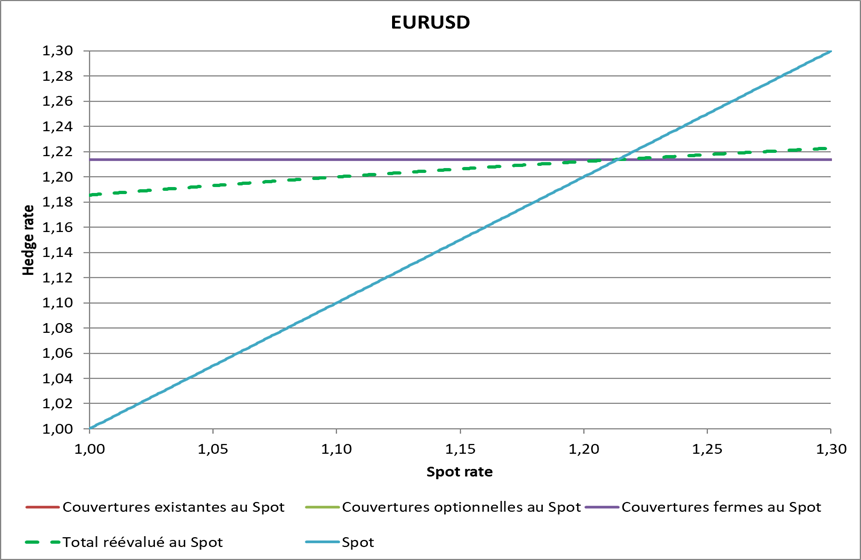 EURUSD
1,30
1,28
1,26
1,24
1,22
1,20
1,18
1,16
1,14
1,12
1,10
1,08
1,06
1,04
1,02
1,00
Hedge rate
1,00 1,05 1,10 1,15 1,20 1,25 1,30
Spot rate
Couvertures existantes au Spot Couvertures optionnelles au Spot Couvertures fermes au Spot
Total réévalué au Spot Spot